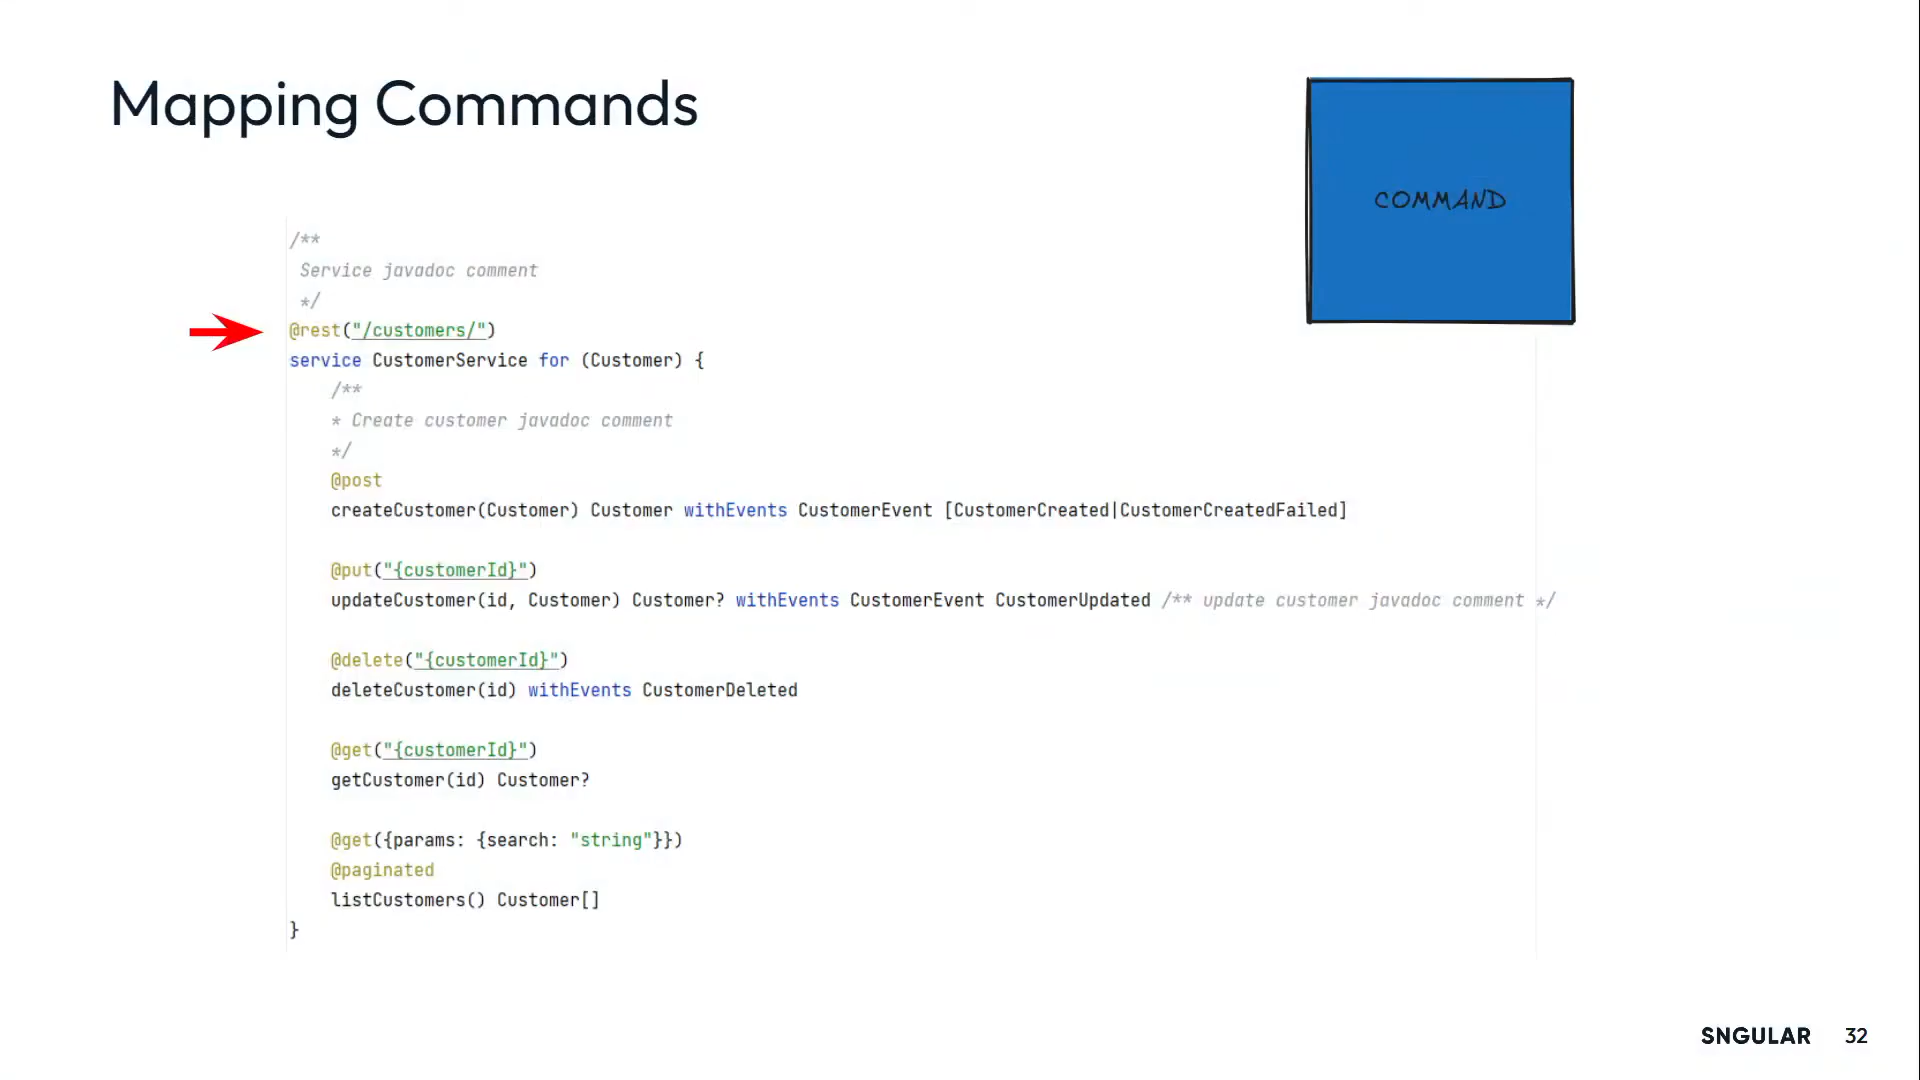 Mapping Commands
COMMAND
/**
Service javadoc comment
*/
@rest("/customers/")
service CustomerService for (Customer) {
/**
* Create customer javadoc comment
*/
@post
createCustomer(Customer) Customer withEvents CustomerEvent [CustomerCreated|CustomerCreatedFailed]
@put("{customerId}")
updateCustomer(id, Customer) Customer? withEvents CustomerEvent CustomerUpdated /** update customer javadoc comment */
@delete("{customerId}")
deleteCustomer(id) withEvents CustomerDeleted
@get("{customerId}")
getCustomer(id) Customer?
@get({params: {search: "string"}})
@paginated
listCustomers() Customer[]
}
SNGULAR 32